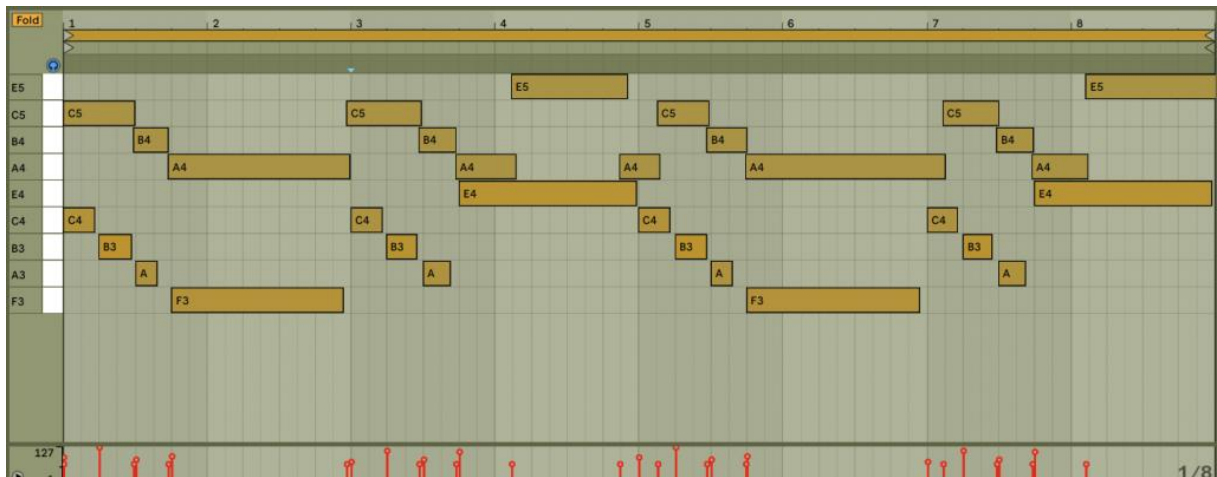 Fold 1 2 3 4 5 6 7 8
E5 E5 E5
C5 C5 C5 C5 C5
B4 B4 B4 B4 B4
A4 A4 A4 A4 A4 A4
E4 E4 E4
C4 C4 C4 C4 C4
B3 B3 B3 B3 B3
A3 A A A A
F3 F3 F3
127
1/8